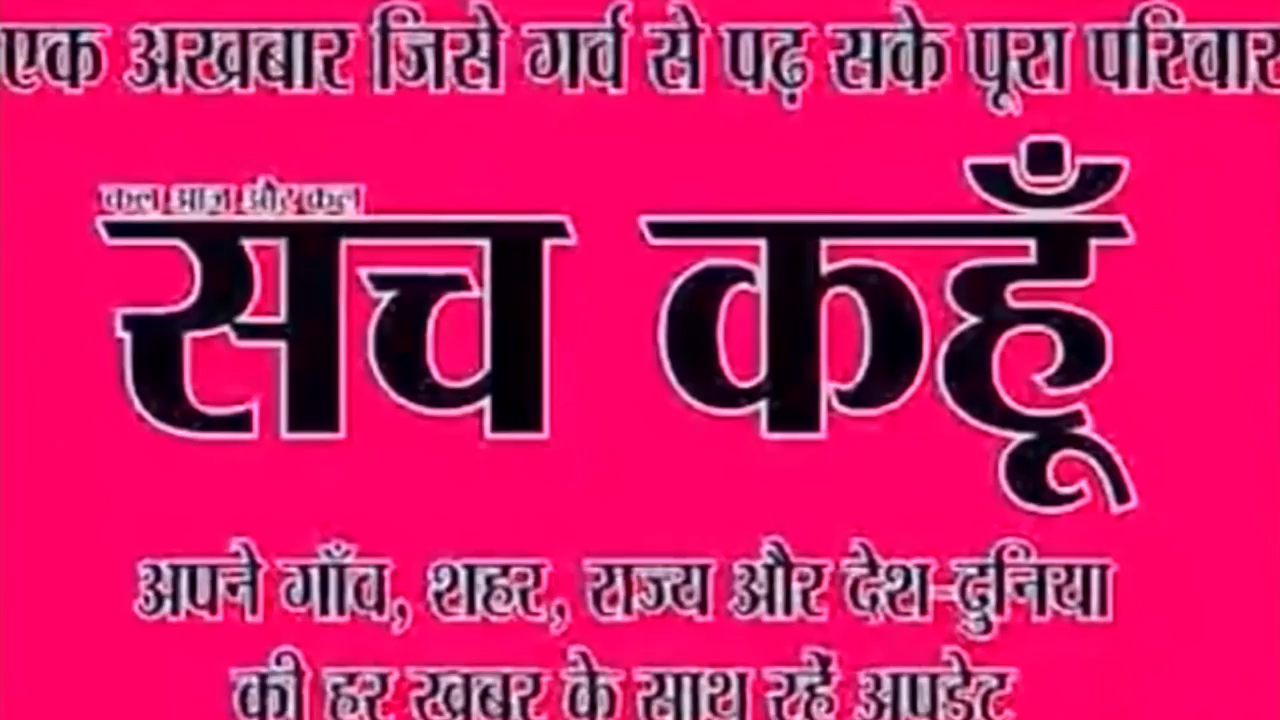 एक अखबार जिसे गर्व से पढ़ सके पूरा परिवार
कल आज और कल
सच कहूँ
अपने गाँव, शहर, राज्य और देश-दुनिया
की हर खबर के साथ रहें अपडेट